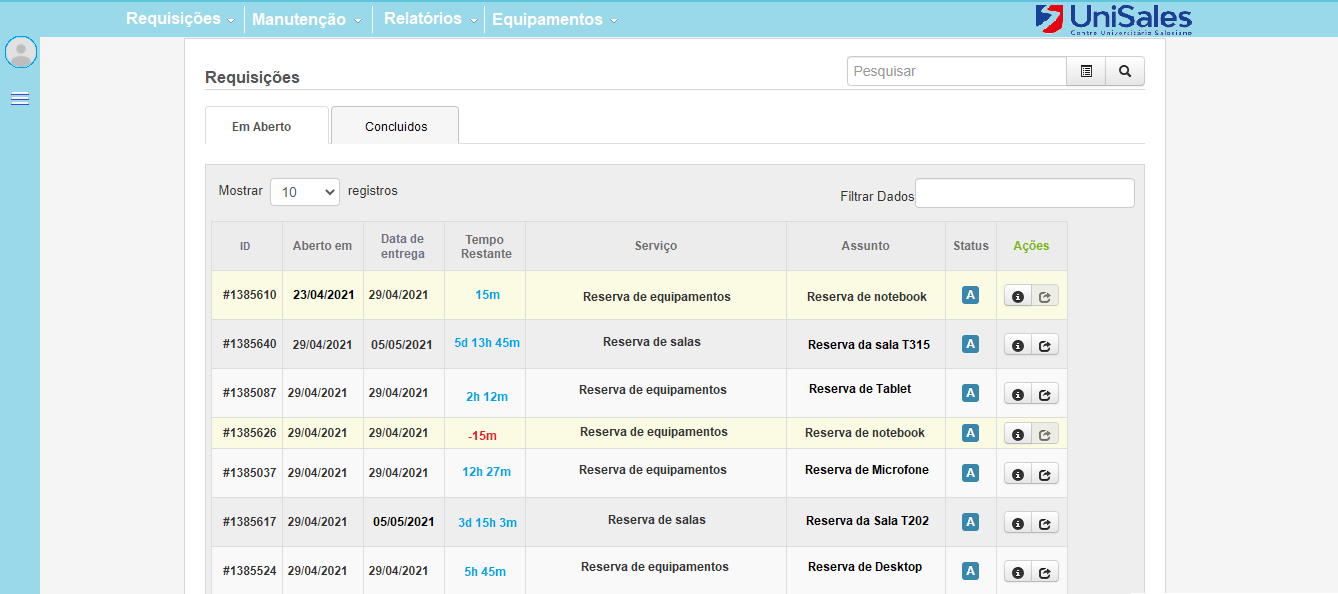 Requisições Manutenção Relatórios Equipamentos UniSales
Centro Universitário Salesiano
Requisições Pesquisar
Em Aberto Concluidos
Mostrar 10 registros Filtrar Dados
ID Aberto em Data de entrega Tempo Restante Serviço Assunto Status Ações
#1385610 23/04/2021 29/04/2021 15m Reserva de equipamentos Reserva de notebook A
#1385640 29/04/2021 05/05/2021 5d 13h 45m Reserva de salas Reserva da sala T315 A
#1385087 29/04/2021 29/04/2021 2h 12m Reserva de equipamentos Reserva de Tablet A
#1385626 29/04/2021 29/04/2021 -15m Reserva de equipamentos Reserva de notebook A
#1385037 29/04/2021 29/04/2021 12h 27m Reserva de equipamentos Reserva de Microfone A
#1385617 29/04/2021 05/05/2021 3d 15h 3m Reserva de salas Reserva da Sala T202 A
#1385524 29/04/2021 29/04/2021 5h 45m Reserva de equipamentos Reserva de Desktop A